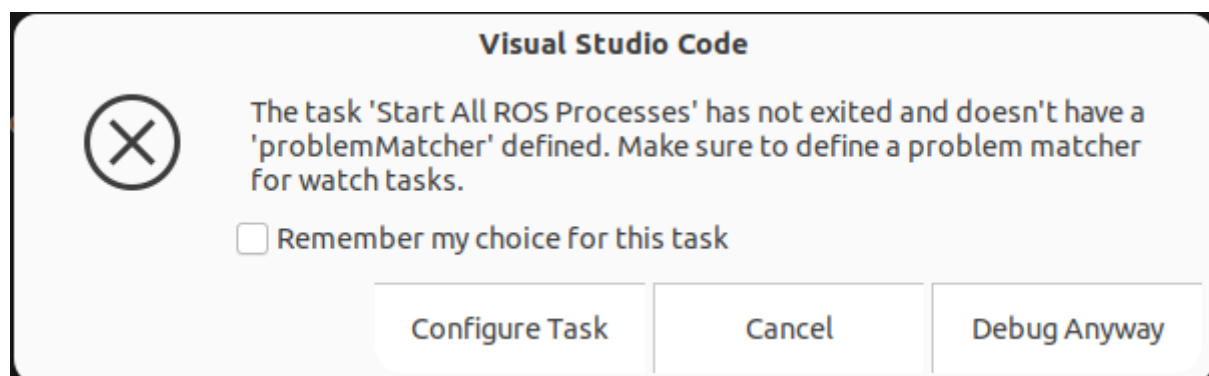 Visual Studio Code
The task 'Start All ROS Processes' has not exited and doesn't have a
'problemMatcher' defined. Make sure to define a problem matcher
for watch tasks.
Remember my choice for this task
Configure Task
Cancel
Debug Anyway